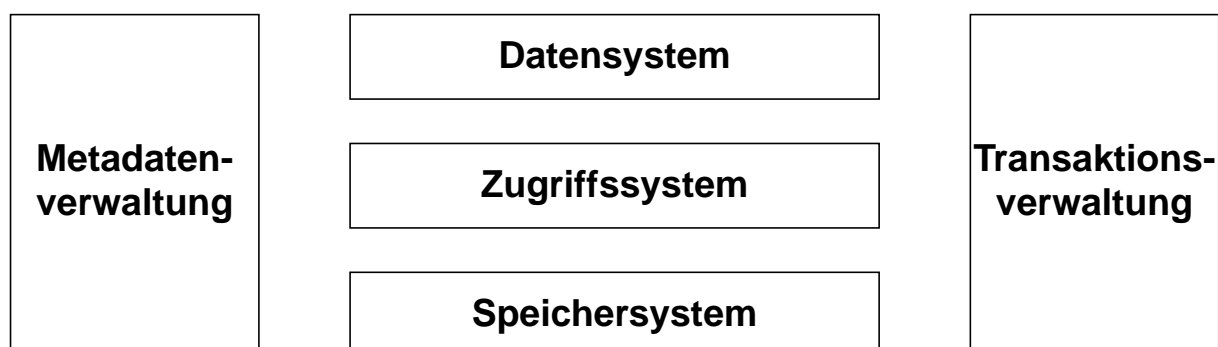 Metadaten-
verwaltung
Datensystem
Zugriffssystem
Speichersystem
Transaktions-
verwaltung